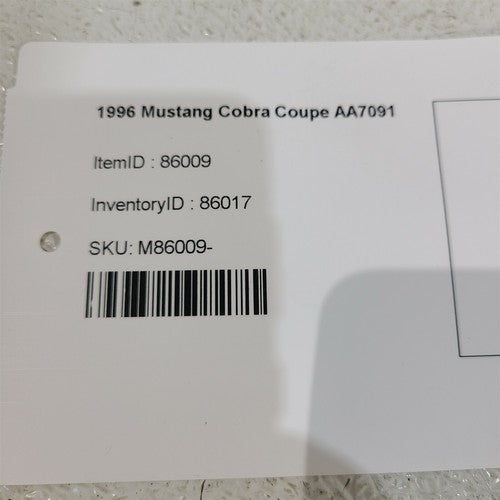 1996 Mustang Cobra Coupe AA7091
ItemID : 86009
InventoryID : 86017
SKU: M86009-